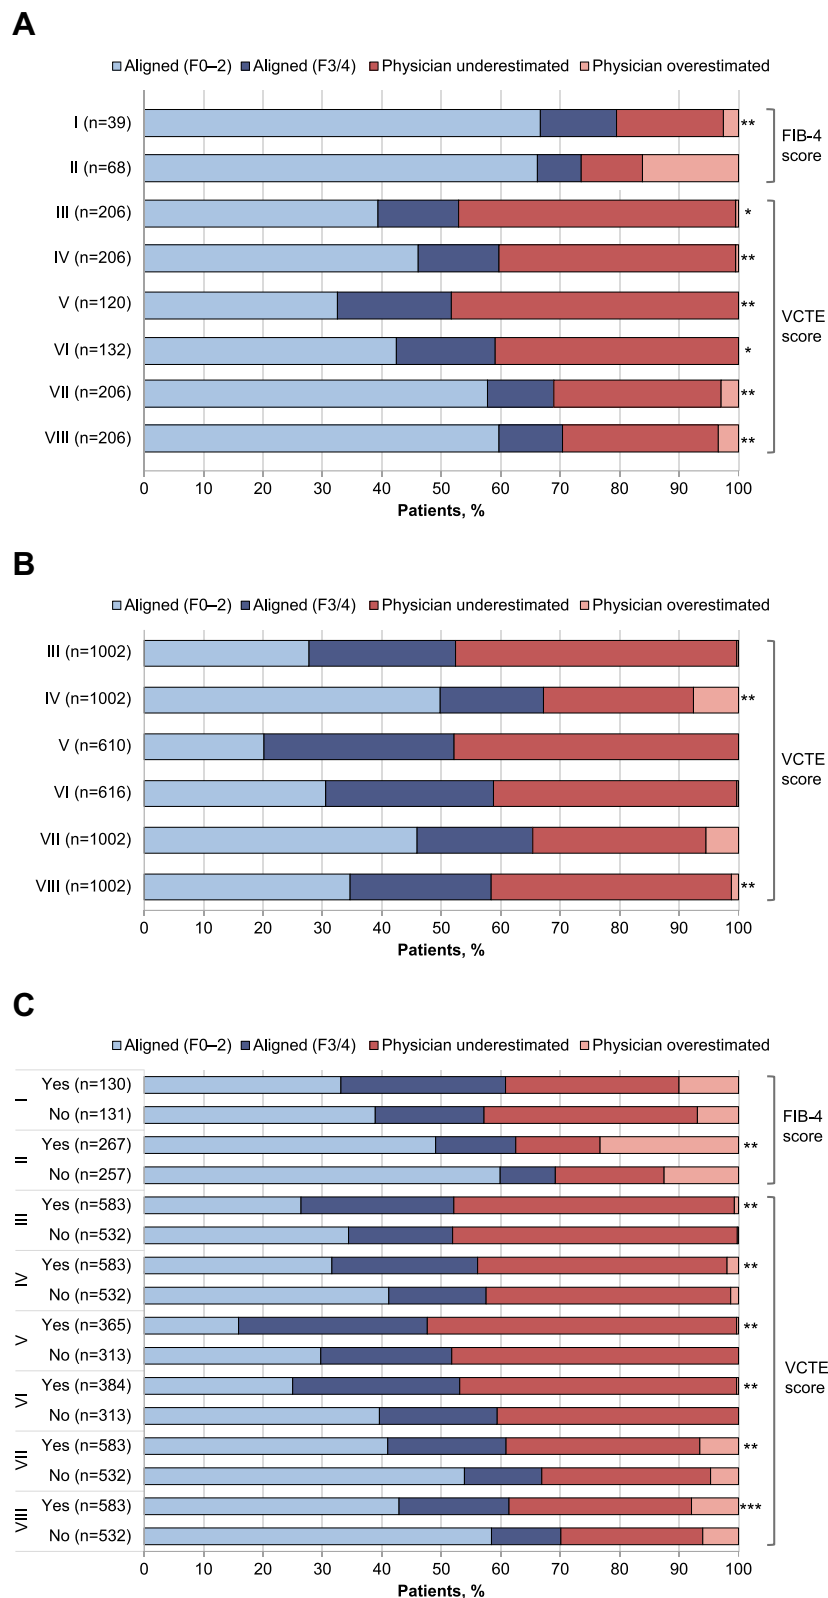 A
Aligned (F0–2) Aligned (F3/4) Physician underestimated Physician overestimated
I (n=39) **
II (n=68)
FIB-4
score
III (n=206) *
IV (n=206) **
V (n=120) **
VI (n=132) *
VII (n=206) **
VIII (n=206) **
VCTE
score
0 10 20 30 40 50 60 70 80 90 100
Patients, %
B
Aligned (F0–2) Aligned (F3/4) Physician underestimated Physician overestimated
III (n=1002)
IV (n=1002) **
V (n=610)
VI (n=616)
VII (n=1002)
VIII (n=1002) **
VCTE
score
0 10 20 30 40 50 60 70 80 90 100
Patients, %
C
Aligned (F0–2) Aligned (F3/4) Physician underestimated Physician overestimated
I
Yes (n=130)
No (n=131)
II
Yes (n=267) **
No (n=257)
FIB-4
score
III
Yes (n=583) **
No (n=532)
IV
Yes (n=583) **
No (n=532)
V
Yes (n=365) **
No (n=313)
VI
Yes (n=384) **
No (n=313)
VII
Yes (n=583) **
No (n=532)
VIII
Yes (n=583) ***
No (n=532)
VCTE
score
0 10 20 30 40 50 60 70 80 90 100
Patients, %